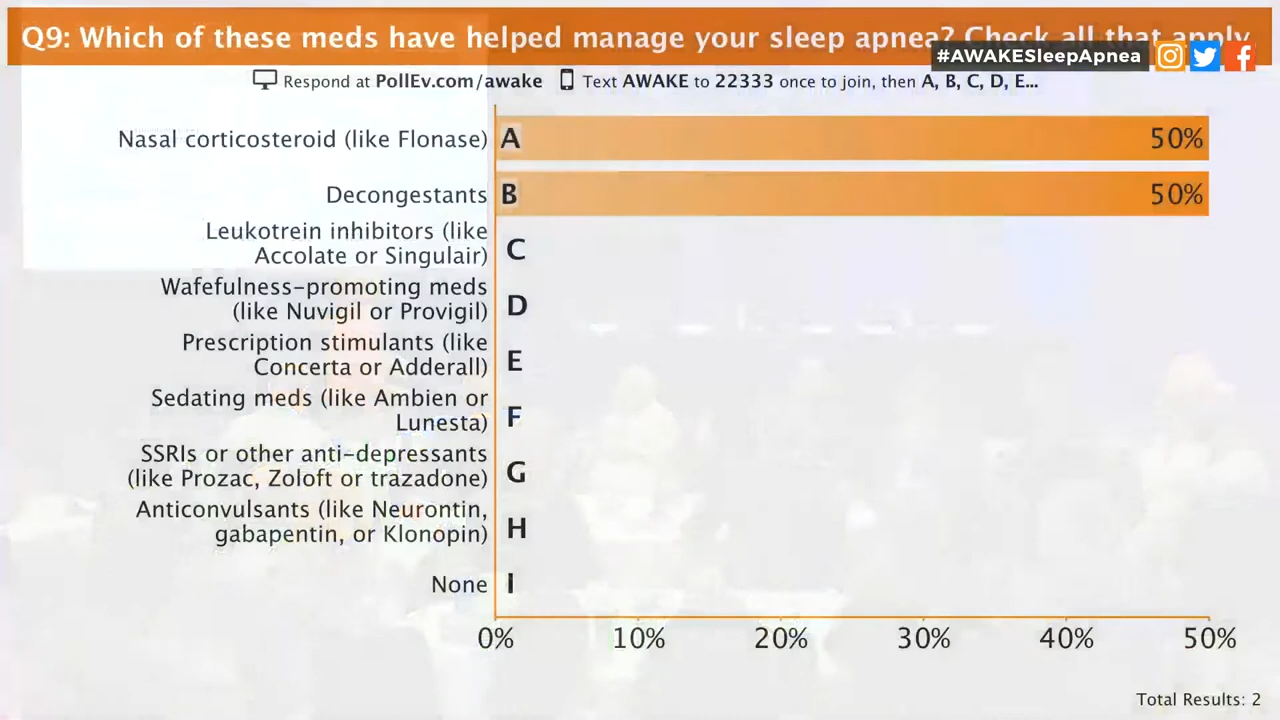 Q9: Which of these meds have helped manage your sleep apnea? Check all that apply.
#AWAKESleepApnea
Respond at PollEv.com/awake Text AWAKE to 22333 once to join, then A, B, C, D, E...
Nasal corticosteroid (like Flonase) A 50%
Decongestants B 50%
Leukotrein inhibitors (like
Accolate or Singulair) C
Wafefulness-promoting meds
(like Nuvigil or Provigil) D
Prescription stimulants (like
Concerta or Adderall) E
Sedating meds (like Ambien or
Lunesta) F
SSRIs or other anti-depressants
(like Prozac, Zoloft or trazadone) G
Anticonvulsants (like Neurontin,
gabapentin, or Klonopin) H
None I
0% 10% 20% 30% 40% 50%
Total Results: 2